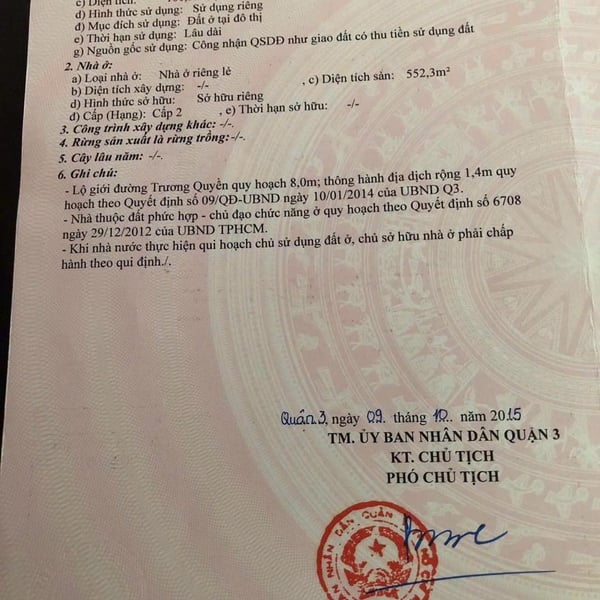 c) Diện tích:
d) Hình thức sử dụng: Sử dụng riêng
đ) Mục đích sử dụng: Đất ở tại đô thị
e) Thời hạn sử dụng: Lâu dài
g) Nguồn gốc sử dụng: Công nhận QSDĐ như giao đất có thu tiền sử dụng đất
2. Nhà ở:
a) Loại nhà ở: Nhà ở riêng lẻ
b) Diện tích xây dựng: -/- , c) Diện tích sàn: 552,3m²
d) Hình thức sở hữu: Sở hữu riêng
đ) Cấp (Hạng): Cấp 2 , e) Thời hạn sở hữu: -/-
3. Công trình xây dựng khác: -/-.
4. Rừng sản xuất là rừng trồng:-/-.
5. Cây lâu năm: -/-.
6. Ghi chú:
- Lộ giới đường Trương Quyền quy hoạch 8,0m; thông hành địa dịch rộng 1,4m quy
hoạch theo Quyết định số 09/QĐ-UBND ngày 10/01/2014 của UBND Q3.
- Nhà thuộc đất phức hợp - chủ đạo chức năng ở quy hoạch theo Quyết định số 6708
ngày 29/12/2012 của UBND TPHCM.
- Khi nhà nước thực hiện qui hoạch chủ sử dụng đất ở, chủ sở hữu nhà ở phải chấp
hành theo qui định./.
Quận 3, ngày 09 tháng 10.. năm 2015
TM. ỦY BAN NHÂN DÂN QUẬN 3
KT. CHỦ TỊCH
PHÓ CHỦ TỊCH
NHÂN DÂN QUẬN